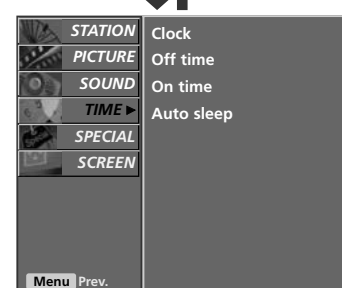 STATION
PICTURE
SOUND
TIME ►
SPECIAL
SCREEN
Clock
Off time
On time
Auto sleep
Menu Prev.